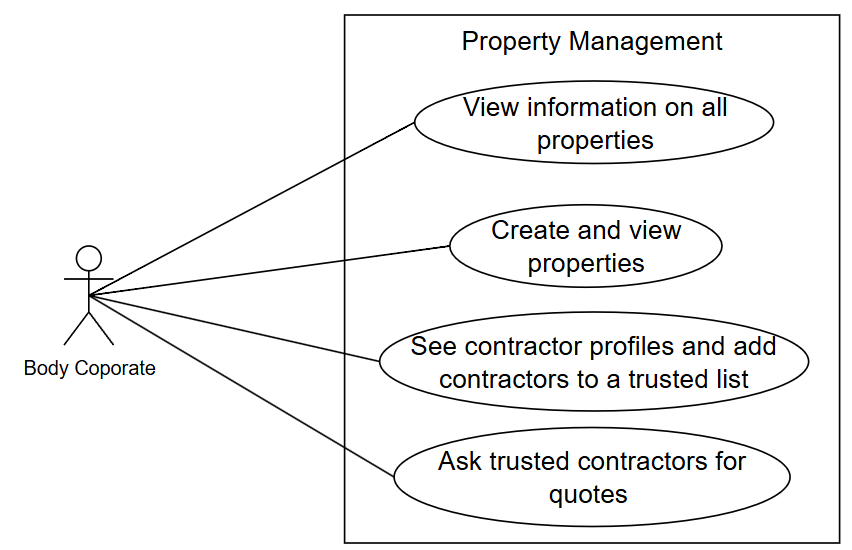 Property Management
View information on all
properties
Create and view
properties
See contractor profiles and add
contractors to a trusted list
Ask trusted contractors for
quotes
Body Coporate